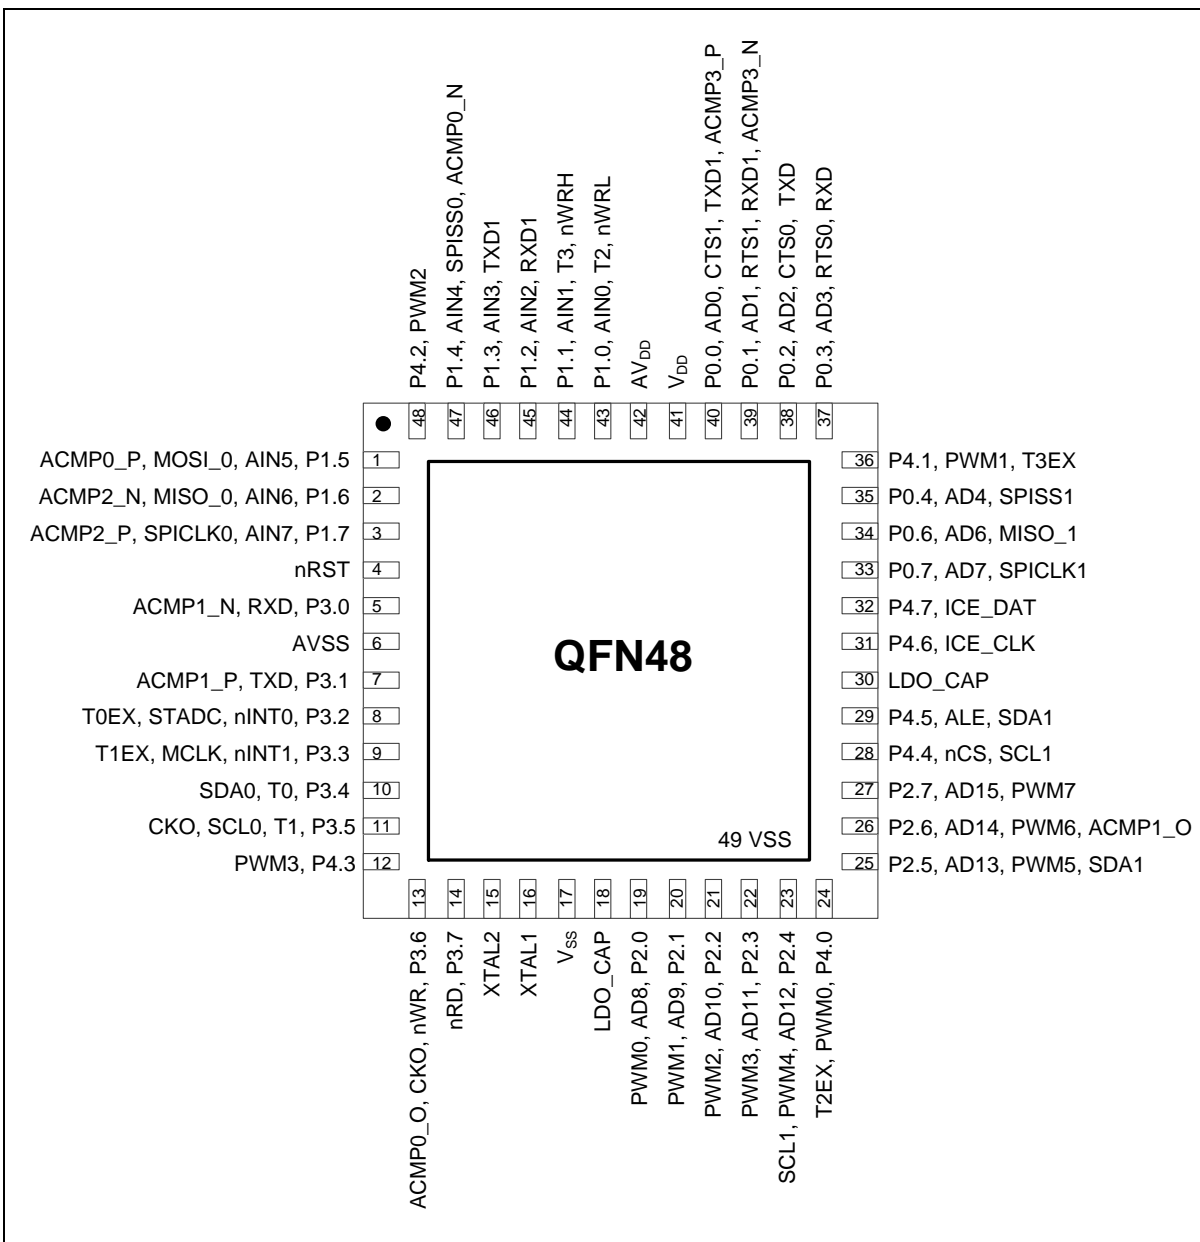 P4.2, PWM2
P1.4, AIN4, SPISS0, ACMP0_N
P1.3, AIN3, TXD1
P1.2, AIN2, RXD1
P1.1, AIN1, T3, nWRH
P1.0, AIN0, T2, nWRL
AVDD
VDD
P0.0, AD0, CTS1, TXD1, ACMP3_P
P0.1, AD1, RTS1, RXD1, ACMP3_N
P0.2, AD2, CTS0, TXD
P0.3, AD3, RTS0, RXD
48
47
46
45
44
43
42
41
40
39
38
37
ACMP0_P, MOSI_0, AIN5, P1.5 1
ACMP2_N, MISO_0, AIN6, P1.6 2
ACMP2_P, SPICLK0, AIN7, P1.7 3
nRST 4
ACMP1_N, RXD, P3.0 5
AVSS 6
ACMP1_P, TXD, P3.1 7
T0EX, STADC, nINT0, P3.2 8
T1EX, MCLK, nINT1, P3.3 9
SDA0, T0, P3.4 10
CKO, SCL0, T1, P3.5 11
PWM3, P4.3 12
QFN48
49 VSS
36 P4.1, PWM1, T3EX
35 P0.4, AD4, SPISS1
34 P0.6, AD6, MISO_1
33 P0.7, AD7, SPICLK1
32 P4.7, ICE_DAT
31 P4.6, ICE_CLK
30 LDO_CAP
29 P4.5, ALE, SDA1
28 P4.4, nCS, SCL1
27 P2.7, AD15, PWM7
26 P2.6, AD14, PWM6, ACMP1_O
25 P2.5, AD13, PWM5, SDA1
13
14
15
16
17
18
19
20
21
22
23
24
ACMP0_O, CKO, nWR, P3.6
nRD, P3.7
XTAL2
XTAL1
VSS
LDO_CAP
PWM0, AD8, P2.0
PWM1, AD9, P2.1
PWM2, AD10, P2.2
PWM3, AD11, P2.3
SCL1, PWM4, AD12, P2.4
T2EX, PWM0, P4.0